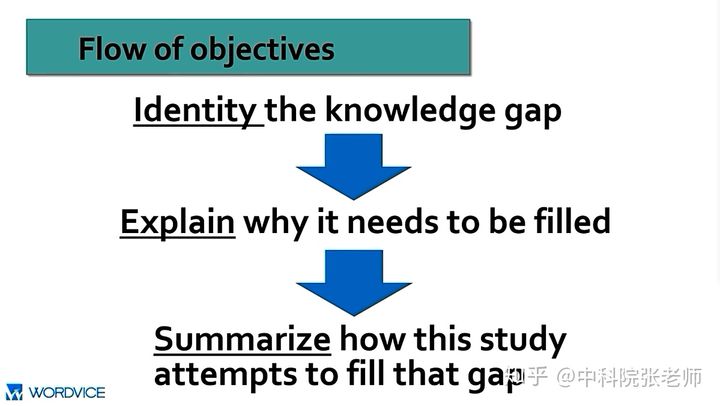 Flow of objectives
Identity the knowledge gap
Explain why it needs to be filled
Summarize how this study
attempts to fill that gap
知乎 @中科院张老师
WORDVICE